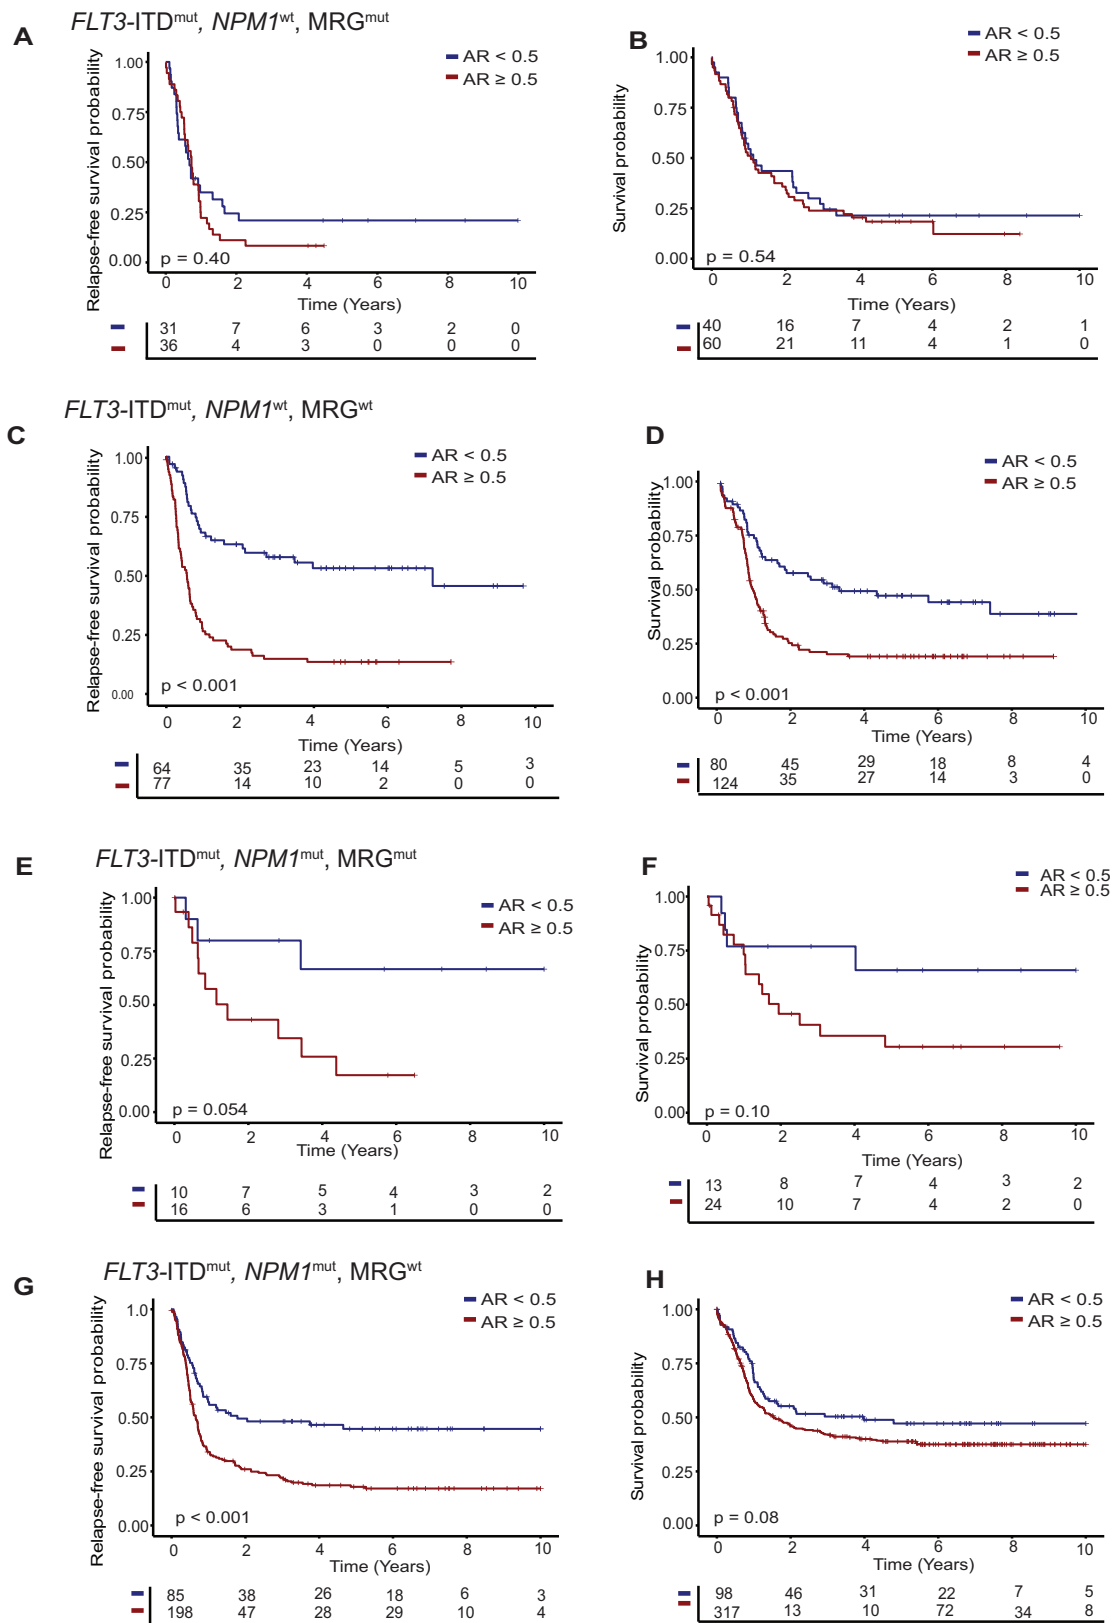 FLT3-ITDmut, NPM1wt, MRGmut
A
Relapse-free survival probability
1.00
0.75
0.50
0.25
0.00
AR < 0.5
AR ≥ 0.5
p = 0.40
0 2 4 6 8 10
Time (Years)
31 7 6 3 2 0
36 4 3 0 0 0
B
Survival probability
1.00
0.75
0.50
0.25
0.00
AR < 0.5
AR ≥ 0.5
p = 0.54
0 2 4 6 8 10
Time (Years)
40 16 7 4 2 1
60 21 11 4 1 0
FLT3-ITDmut, NPM1wt, MRGwt
C
Relapse-free survival probability
1.00
0.75
0.50
0.25
0.00
AR < 0.5
AR ≥ 0.5
p < 0.001
0 2 4 6 8 10
Time (Years)
64 35 23 14 5 3
77 14 10 2 0 0
D
Survival probability
1.00
0.75
0.50
0.25
0.00
AR < 0.5
AR ≥ 0.5
p < 0.001
0 2 4 6 8 10
Time (Years)
80 45 29 18 8 4
124 35 27 14 3 0
FLT3-ITDmut, NPM1mut, MRGmut
E
Relapse-free survival probability
1.00
0.75
0.50
0.25
0.00
AR < 0.5
AR ≥ 0.5
p = 0.054
0 2 4 6 8 10
Time (Years)
10 7 5 4 3 2
16 6 3 1 0 0
F
Survival probability
1.00
0.75
0.50
0.25
0.00
AR < 0.5
AR ≥ 0.5
p = 0.10
0 2 4 6 8 10
Time (Years)
13 8 7 4 3 2
24 10 7 4 2 0
FLT3-ITDmut, NPM1mut, MRGwt
G
Relapse-free survival probability
1.0
0.75
0.50
0.25
0.00
AR < 0.5
AR ≥ 0.5
p < 0.001
0 2 4 6 8 10
Time (Years)
85 38 26 18 6 3
198 47 28 29 10 4
H
Survival probability
1.00
0.75
0.50
0.25
0.00
AR < 0.5
AR ≥ 0.5
p = 0.08
0 2 4 6 8 10
Time (Years)
98 46 31 22 7 5
317 13 10 72 34 8